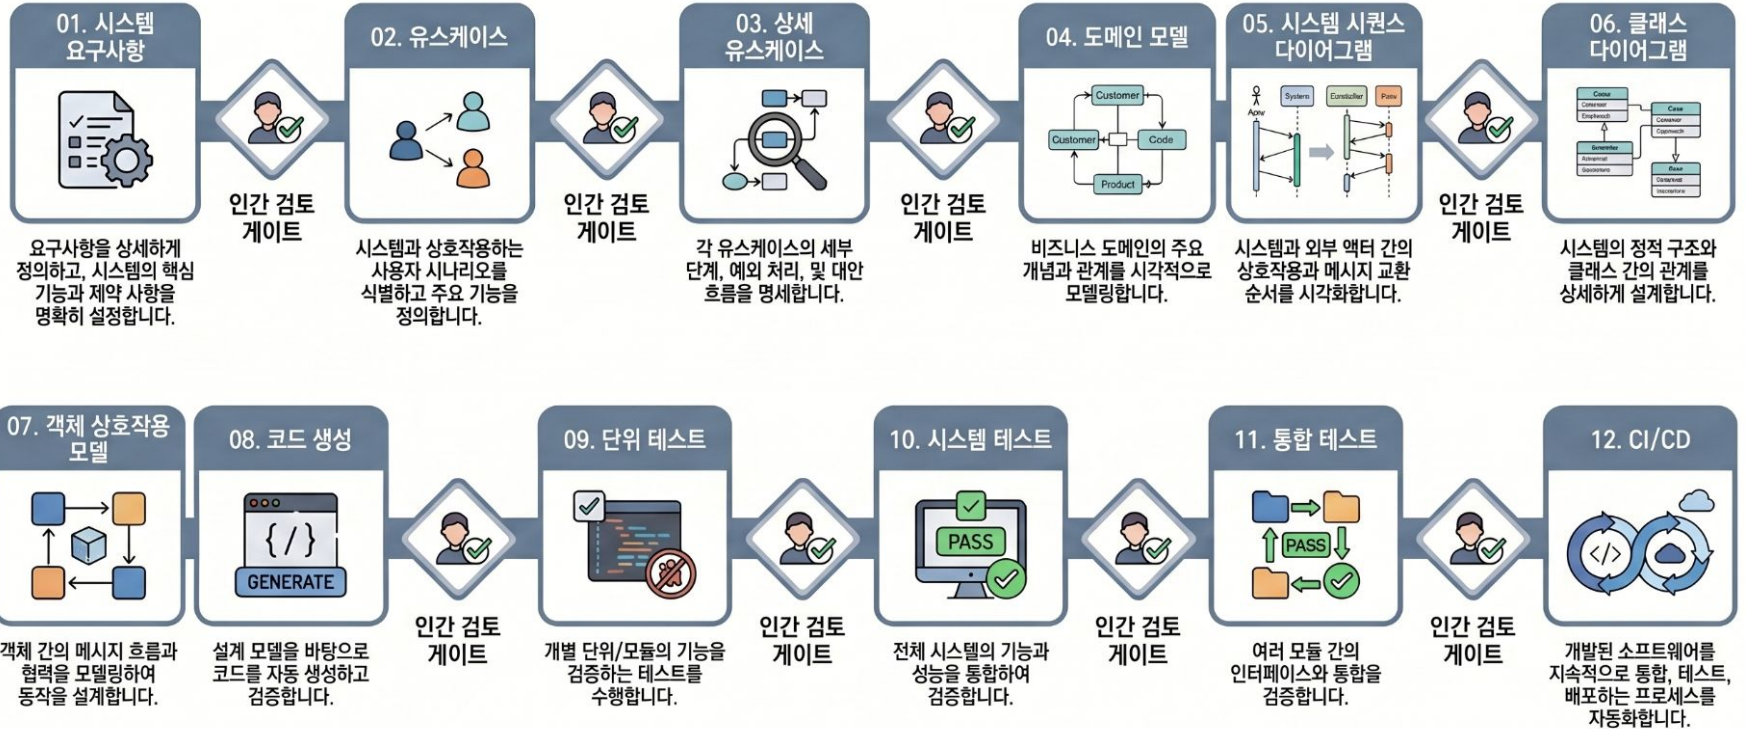 01. 시스템
요구사항
인간 검토
게이트
요구사항을 상세하게
정의하고, 시스템의 핵심
기능과 제약 사항을
명확히 설정합니다.
02. 유스케이스
인간 검토
게이트
시스템과 상호작용하는
사용자 시나리오를
식별하고 주요 기능을
정의합니다.
03. 상세
유스케이스
인간 검토
게이트
각 유스케이스의 세부
단계, 예외 처리, 및 대안
흐름을 명세합니다.
04. 도메인 모델
Customer
Customer
Code
Product
비즈니스 도메인의 주요
개념과 관계를 시각적으로
모델링합니다.
05. 시스템 시퀀스
다이어그램
System
인간 검토
게이트
시스템과 외부 액터 간의
상호작용과 메시지 교환
순서를 시각화합니다.
06. 클래스
다이어그램
시스템의 정적 구조와
클래스 간의 관계를
상세하게 설계합니다.
07. 객체 상호작용
모델
객체 간의 메시지 흐름과
협력을 모델링하여
동작을 설계합니다.
08. 코드 생성
{/}
GENERATE
인간 검토
게이트
설계 모델을 바탕으로
코드를 자동 생성하고
검증합니다.
09. 단위 테스트
인간 검토
게이트
개별 단위/모듈의 기능을
검증하는 테스트를
수행합니다.
10. 시스템 테스트
PASS
인간 검토
게이트
전체 시스템의 기능과
성능을 통합하여
검증합니다.
11. 통합 테스트
PASS
인간 검토
게이트
여러 모듈 간의
인터페이스와 통합을
검증합니다.
12. CI/CD
</>
개발된 소프트웨어를
지속적으로 통합, 테스트,
배포하는 프로세스를
자동화합니다.